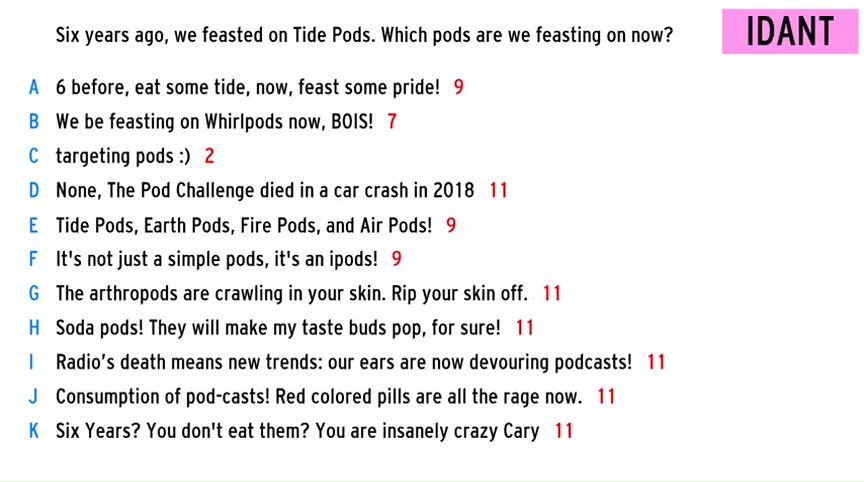 Six years ago, we feasted on Tide Pods. Which pods are we feasting on now?
IDANT
A 6 before, eat some tide, now, feast some pride! 9
B We be feasting on Whirlpods now, BOIS! 7
C targeting pods :) 2
D None, The Pod Challenge died in a car crash in 2018 11
E Tide Pods, Earth Pods, Fire Pods, and Air Pods! 9
F It's not just a simple pods, it's an ipods! 9
G The arthropods are crawling in your skin. Rip your skin off. 11
H Soda pods! They will make my taste buds pop, for sure! 11
I Radio’s death means new trends: our ears are now devouring podcasts! 11
J Consumption of pod-casts! Red colored pills are all the rage now. 11
K Six Years? You don't eat them? You are insanely crazy Cary 11